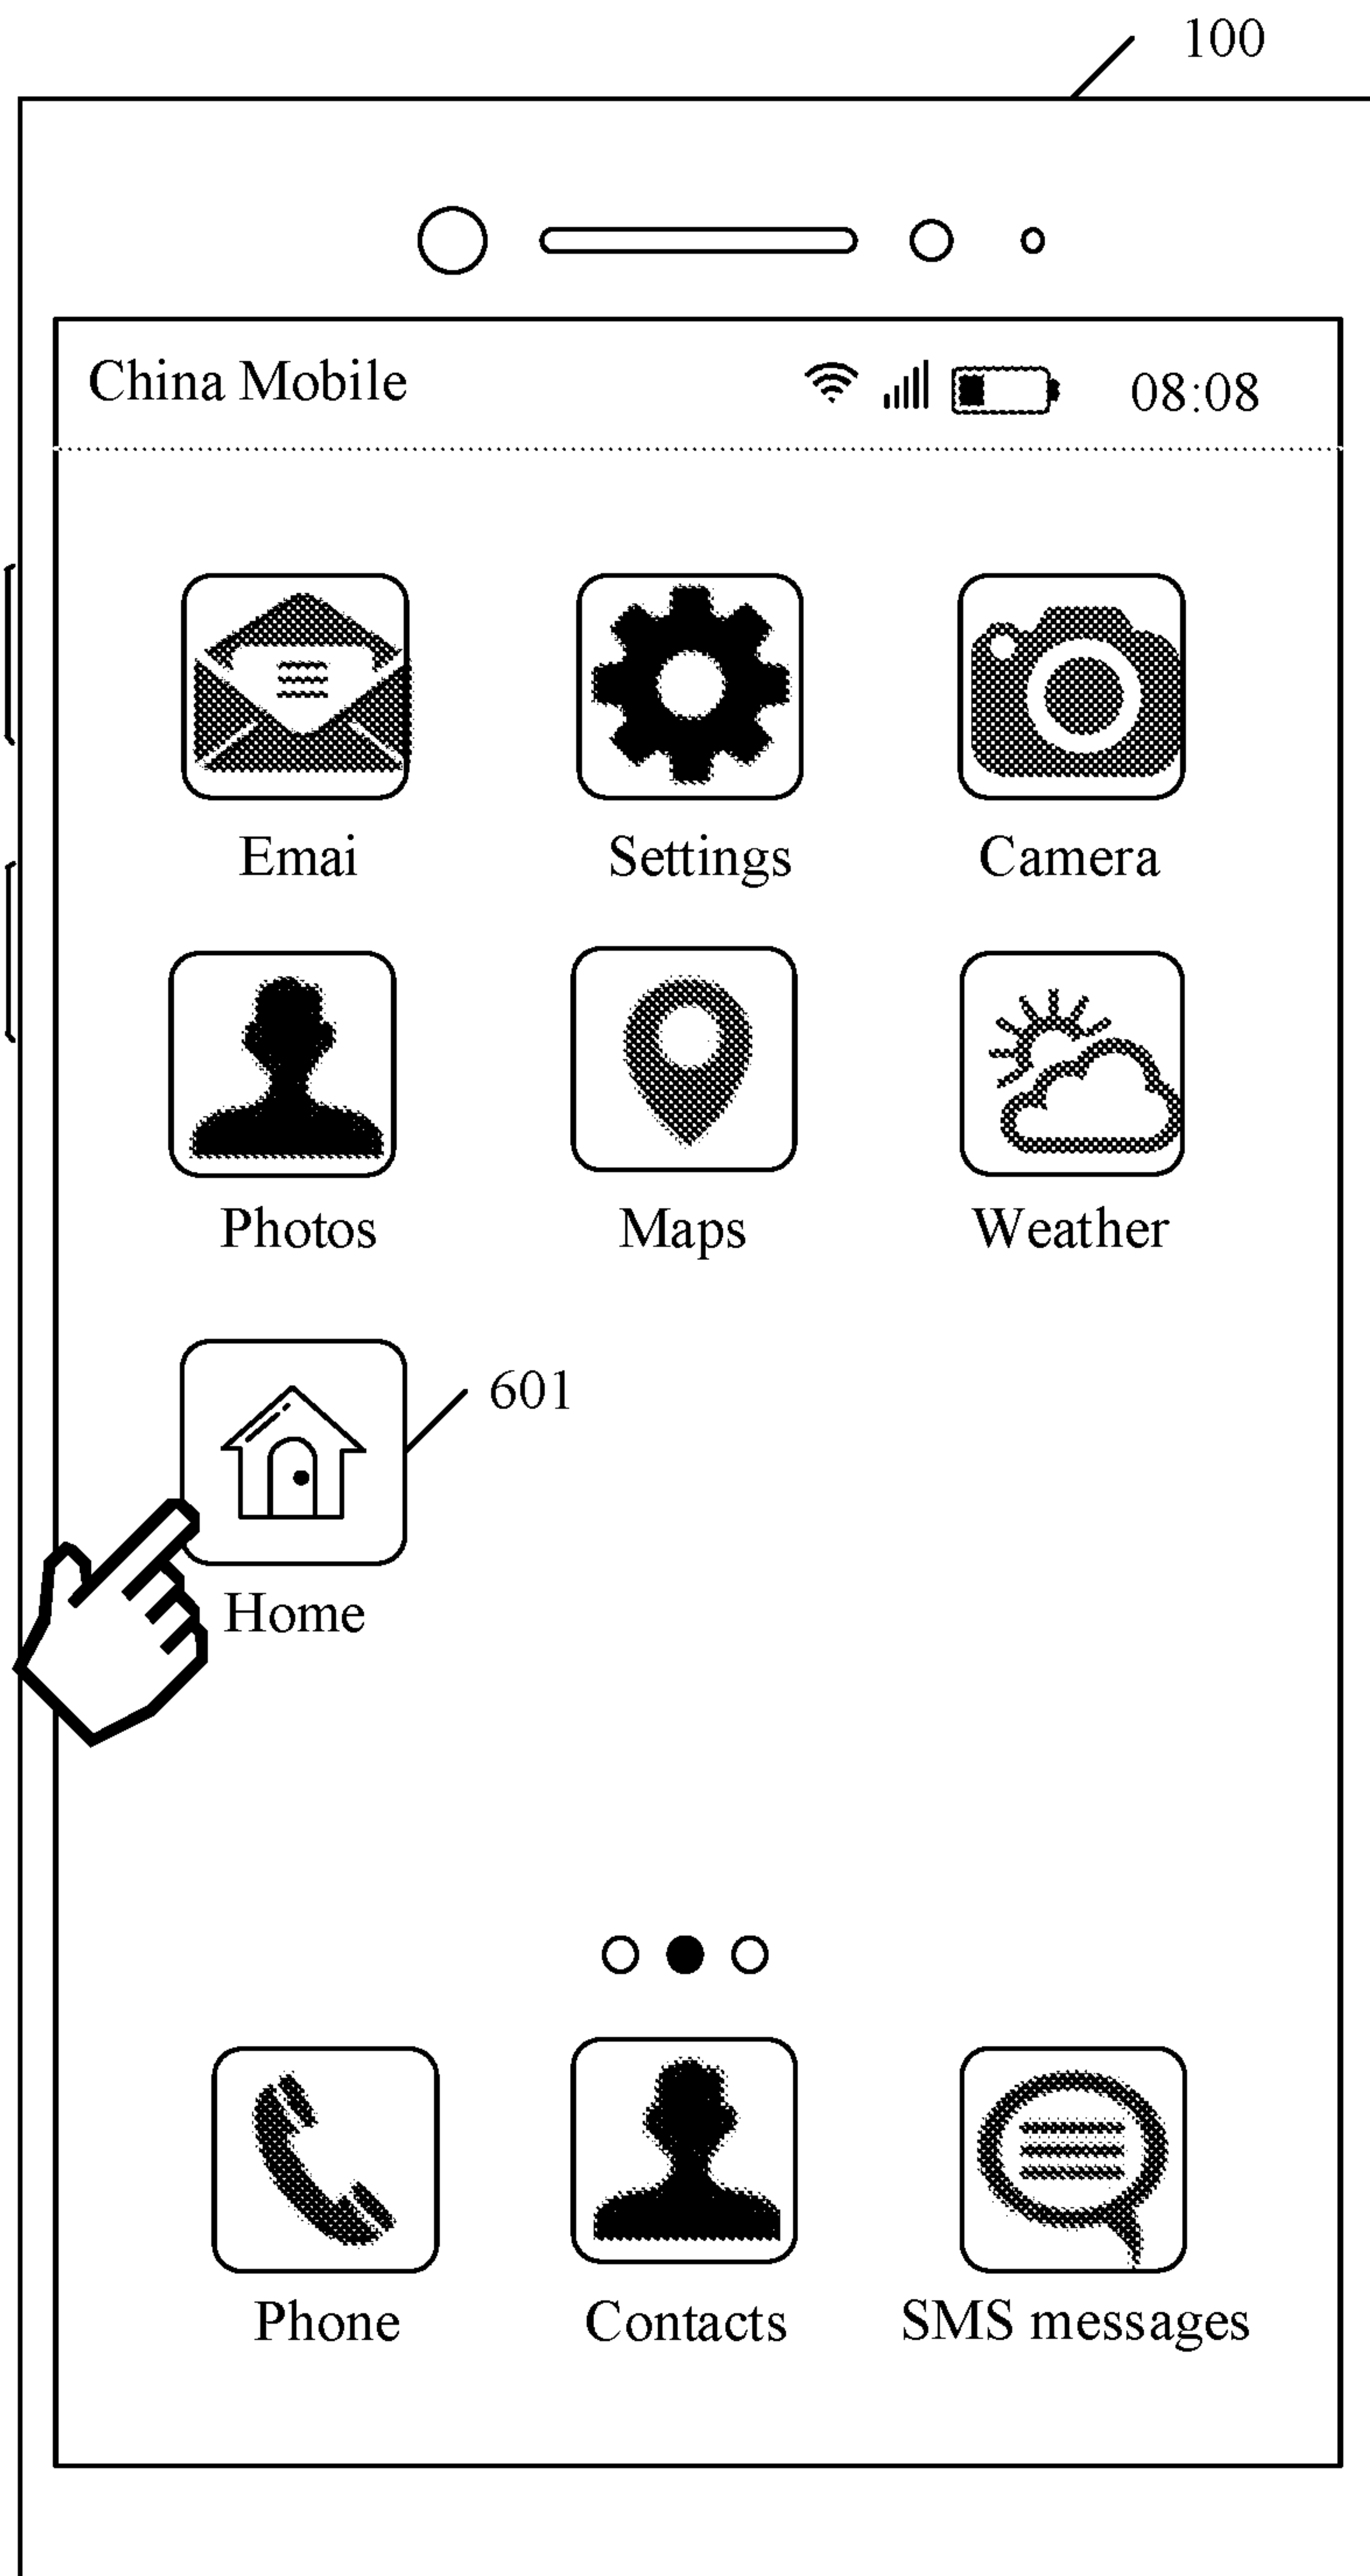 100
China Mobile 08:08
Emai Settings Camera
Photos Maps Weather
601
Home
Phone Contacts SMS messages